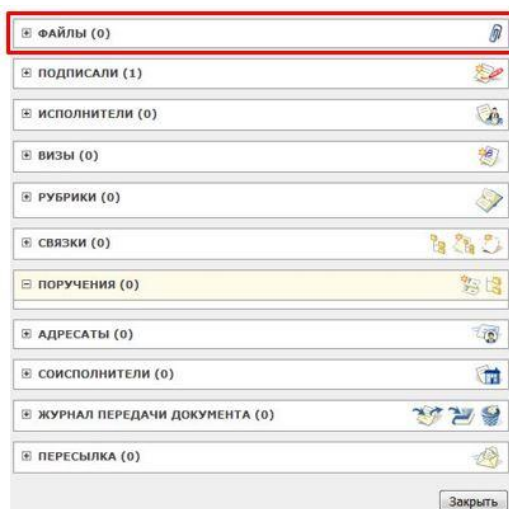 ФАЙЛЫ (0)
ПОДПИСАЛИ (1)
ИСПОЛНИТЕЛИ (0)
ВИЗЫ (0)
РУБРИКИ (0)
СВЯЗКИ (0)
ПОРУЧЕНИЯ (0)
АДРЕСАТЫ (0)
СОИСПОЛНИТЕЛИ (0)
ЖУРНАЛ ПЕРЕДАЧИ ДОКУМЕНТА (0)
ПЕРЕСЫЛКА (0)
Закрыть